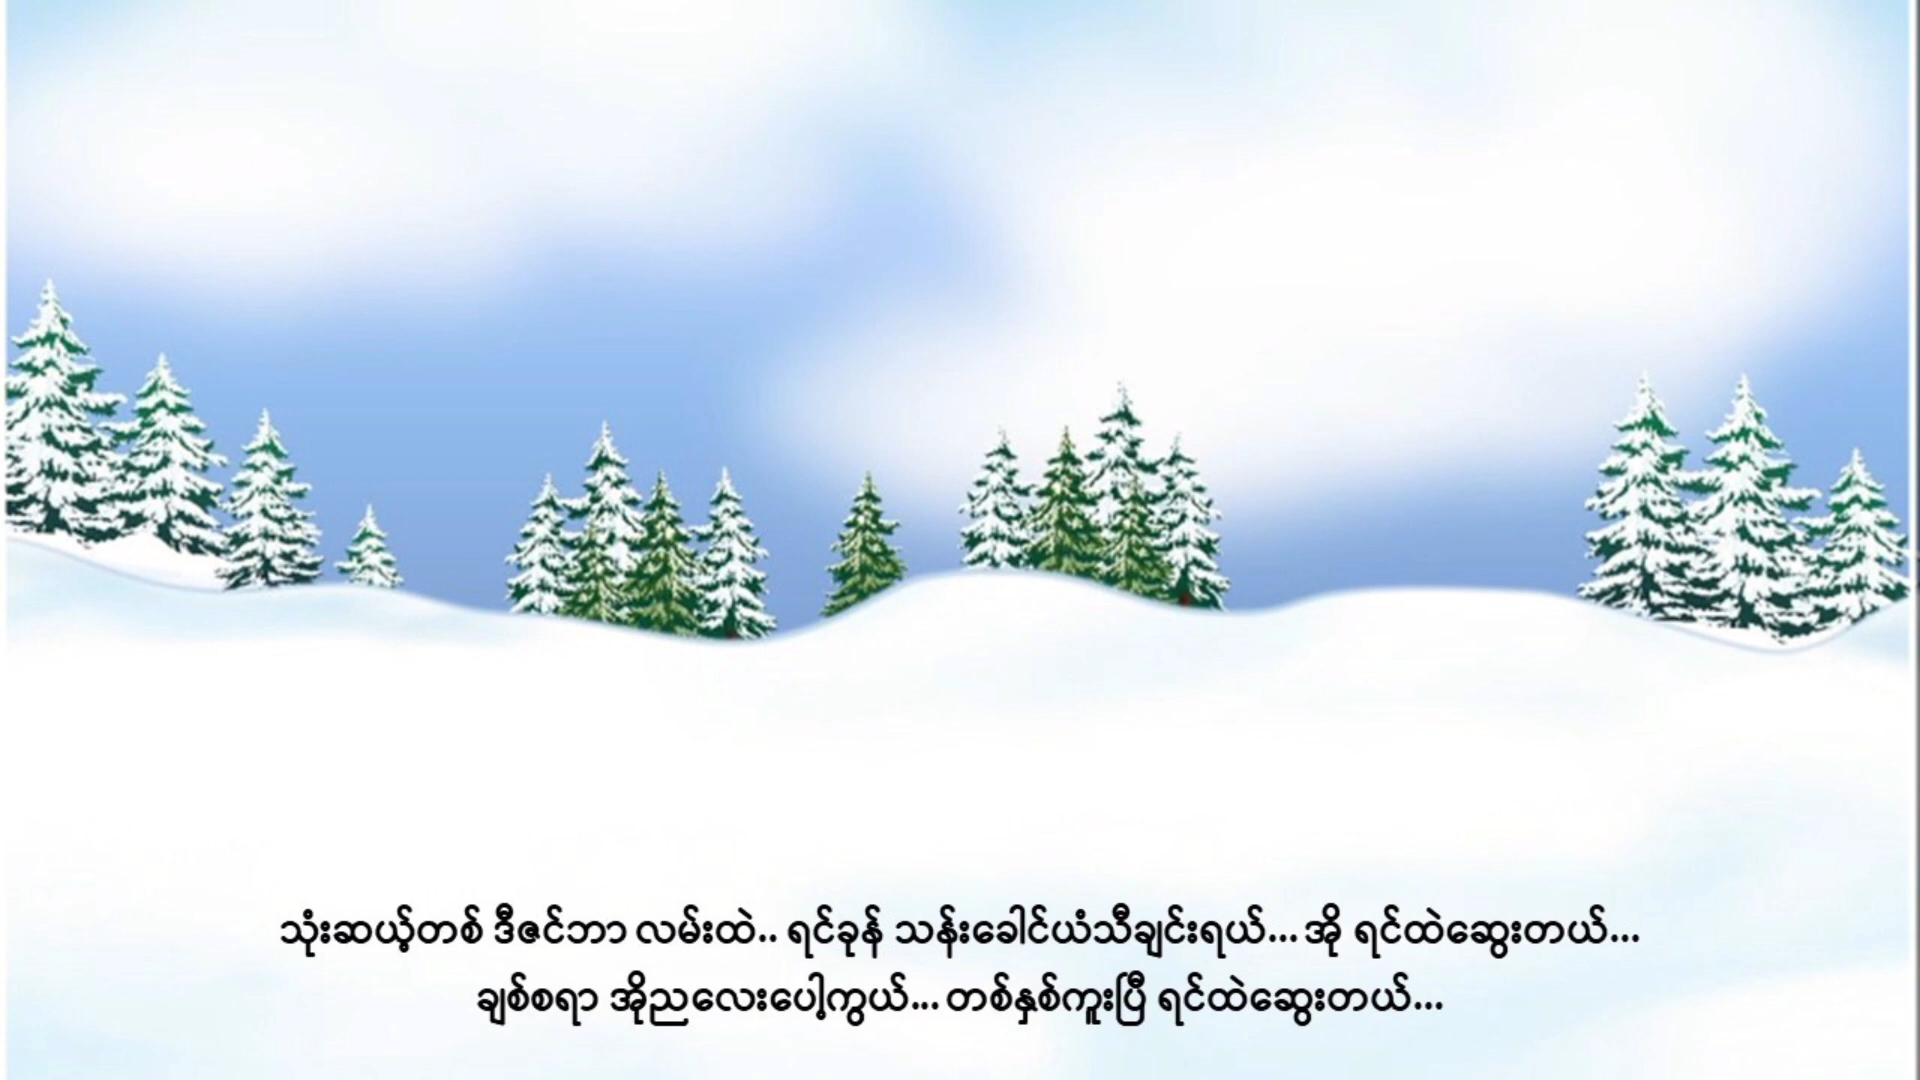 သုံးဆယ့်တစ် ဒီဇင်ဘာ လမ်းထဲ.. ရင်ခုန် သန်းခေါင်ယံသီချင်းရယ်... အို ရင်ထဲဆွေးတယ်...
ချစ်စရာ အိုညလေးပေါ့ကွယ်... တစ်နှစ်ကူးပြီ ရင်ထဲဆွေးတယ်...